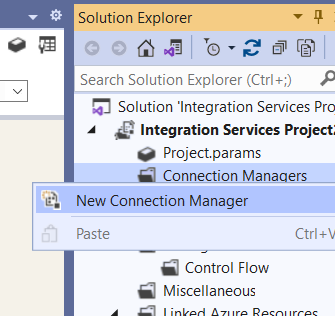 Solution Explorer
Search Solution Explorer (Ctrl+;)
Solution 'Integration Services Pro
Integration Services Project2
Project.params
Connection Managers
New Connection Manager
Paste Ctrl+V
Control Flow
Miscellaneous
Linked Azure Resources